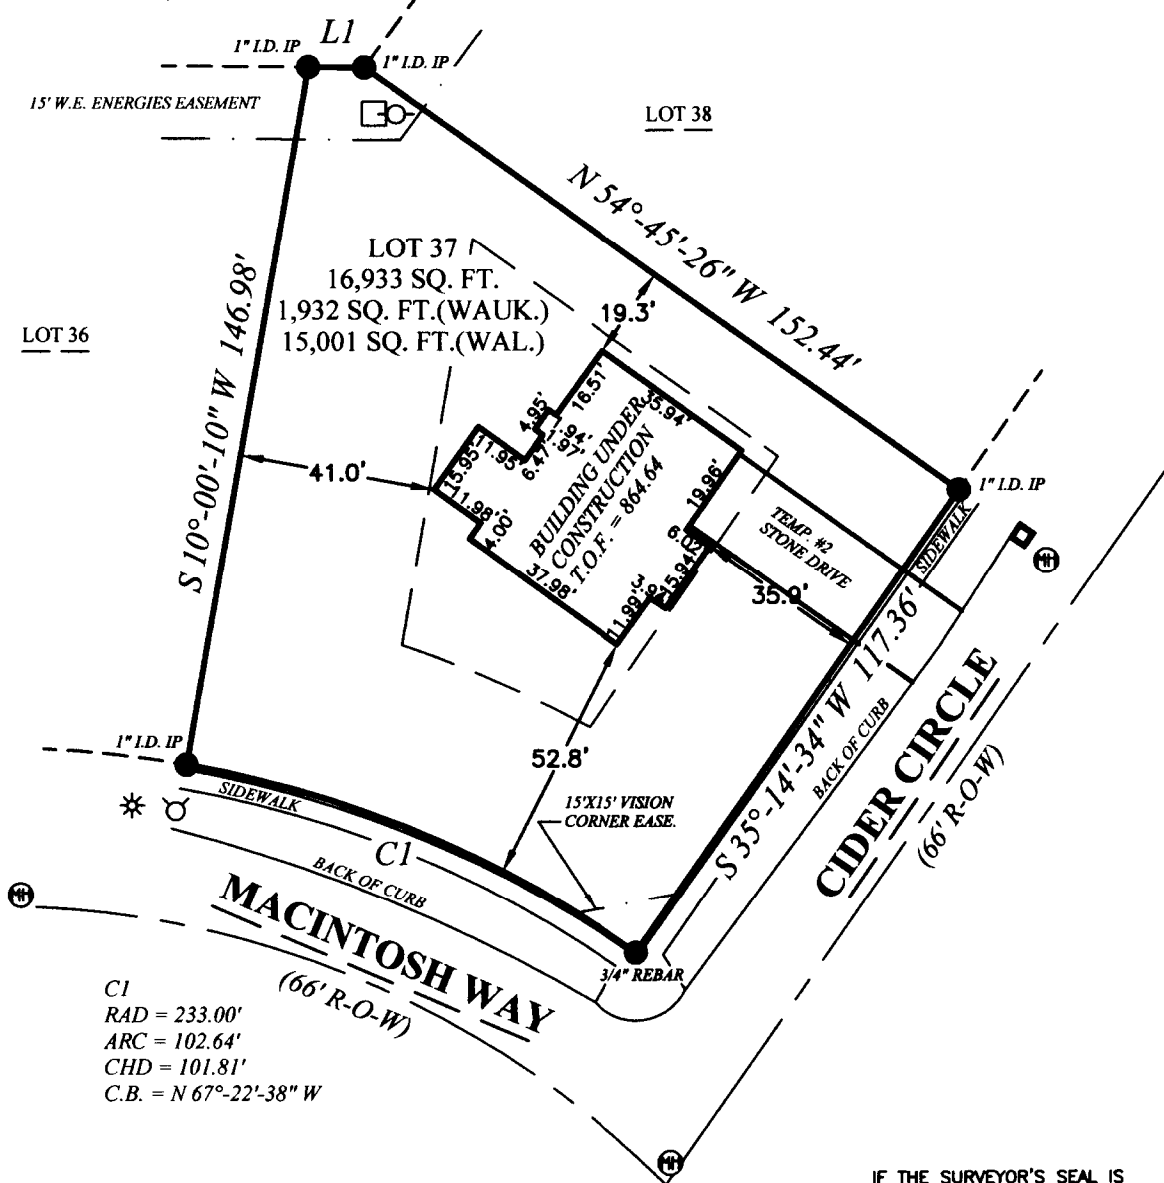 L1
1" I.D. IP
1" I.D. IP
15' W.E. ENERGIES EASEMENT
LOT 38
N 54°-45'-26" W 152.44'
LOT 37
16,933 SQ. FT.
1,932 SQ. FT.(WAUK.)
15,001 SQ. FT.(WAL.)
LOT 36
S 10°-00'-10" W 146.98'
19.3'
41.0'
16.51'
35.94'
4.95'
1.97'
6.47'
11.95'
15.95'
11.98'
4.00'
37.98'
11.99'
15.94'
6.02'
19.96'
BUILDING UNDER
CONSTRUCTION
T.O.F. = 864.64
TEMP. #2
STONE DRIVE
35.9'
1" I.D. IP
SIDEWALK
MH
S 35°-14'-34" W 117.36'
BACK OF CURB
CIDER CIRCLE
(66' R-O-W)
52.8'
15'X15' VISION
CORNER EASE.
1" I.D. IP
SIDEWALK
C1
BACK OF CURB
MH
MACINTOSH WAY
(66' R-O-W)
3/4" REBAR
C1
RAD = 233.00'
ARC = 102.64'
CHD = 101.81'
C.B. = N 67°-22'-38" W
MH
IF THE SURVEYOR'S SEAL IS